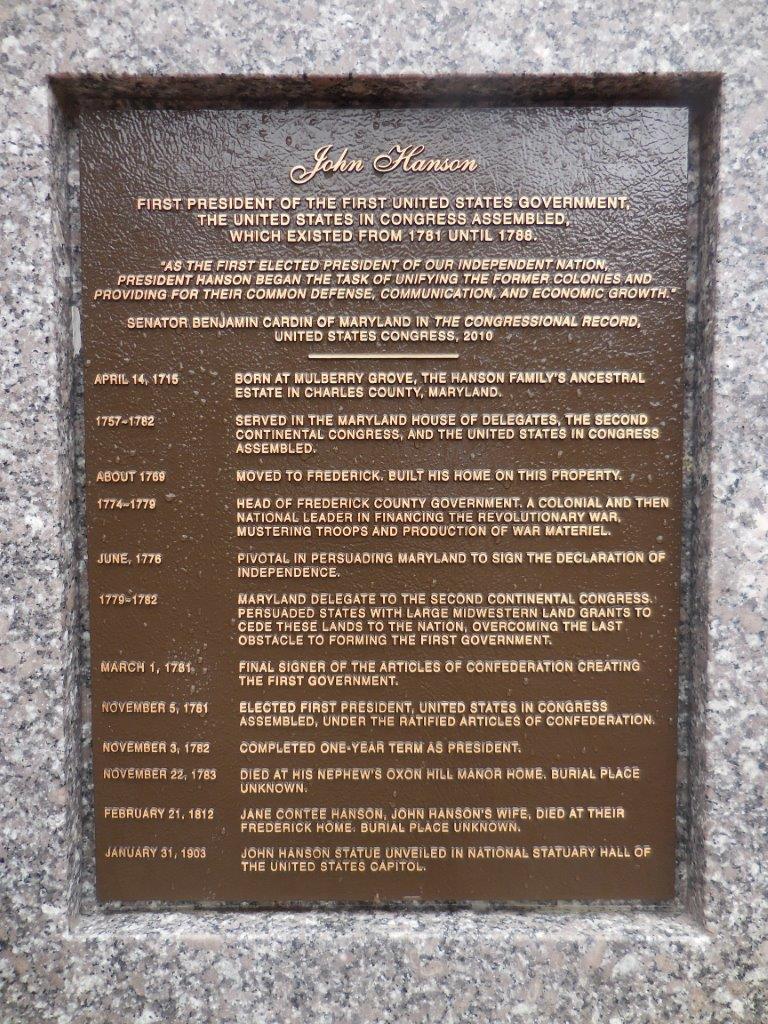 John Hanson
FIRST PRESIDENT OF THE FIRST UNITED STATES GOVERNMENT,
THE UNITED STATES IN CONGRESS ASSEMBLED,
WHICH EXISTED FROM 1781 UNTIL 1788.
"AS THE FIRST ELECTED PRESIDENT OF OUR INDEPENDENT NATION,
PRESIDENT HANSON BEGAN THE TASK OF UNIFYING THE FORMER COLONIES AND
PROVIDING FOR THEIR COMMON DEFENSE, COMMUNICATION, AND ECONOMIC GROWTH."
SENATOR BENJAMIN CARDIN OF MARYLAND IN THE CONGRESSIONAL RECORD,
UNITED STATES CONGRESS, 2010
APRIL 14, 1715 BORN AT MULBERRY GROVE, THE HANSON FAMILY'S ANCESTRAL
ESTATE IN CHARLES COUNTY, MARYLAND.
1757-1782 SERVED IN THE MARYLAND HOUSE OF DELEGATES, THE SECOND
CONTINENTAL CONGRESS, AND THE UNITED STATES IN CONGRESS
ASSEMBLED.
ABOUT 1769 MOVED TO FREDERICK. BUILT HIS HOME ON THIS PROPERTY.
1774-1779 HEAD OF FREDERICK COUNTY GOVERNMENT. A COLONIAL AND THEN
NATIONAL LEADER IN FINANCING THE REVOLUTIONARY WAR,
MUSTERING TROOPS AND PRODUCTION OF WAR MATERIEL.
JUNE, 1776 PIVOTAL IN PERSUADING MARYLAND TO SIGN THE DECLARATION OF
INDEPENDENCE.
1779-1782 MARYLAND DELEGATE TO THE SECOND CONTINENTAL CONGRESS.
PERSUADED STATES WITH LARGE MIDWESTERN LAND GRANTS TO
CEDE THESE LANDS TO THE NATION, OVERCOMING THE LAST
OBSTACLE TO FORMING THE FIRST GOVERNMENT.
MARCH 1, 1781 FINAL SIGNER OF THE ARTICLES OF CONFEDERATION CREATING
THE FIRST GOVERNMENT.
NOVEMBER 5, 1781 ELECTED FIRST PRESIDENT, UNITED STATES IN CONGRESS
ASSEMBLED, UNDER THE RATIFIED ARTICLES OF CONFEDERATION.
NOVEMBER 3, 1782 COMPLETED ONE-YEAR TERM AS PRESIDENT.
NOVEMBER 22, 1783 DIED AT HIS NEPHEW'S OXON HILL MANOR HOME. BURIAL PLACE
UNKNOWN.
FEBRUARY 21, 1812 JANE CONTEE HANSON, JOHN HANSON'S WIFE, DIED AT THEIR
FREDERICK HOME. BURIAL PLACE UNKNOWN.
JANUARY 31, 1903 JOHN HANSON STATUE UNVEILED IN NATIONAL STATUARY HALL OF
THE UNITED STATES CAPITOL.